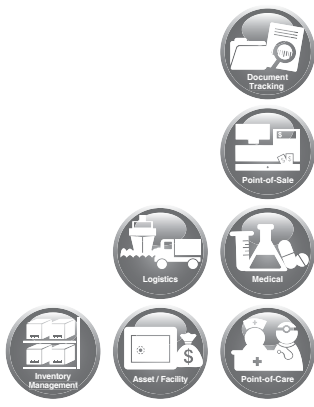 Document
Tracking
$
Point-of-Sale
Logistics
Medical
Inventory
Management
$
Asset / Facility
Point-of-Care